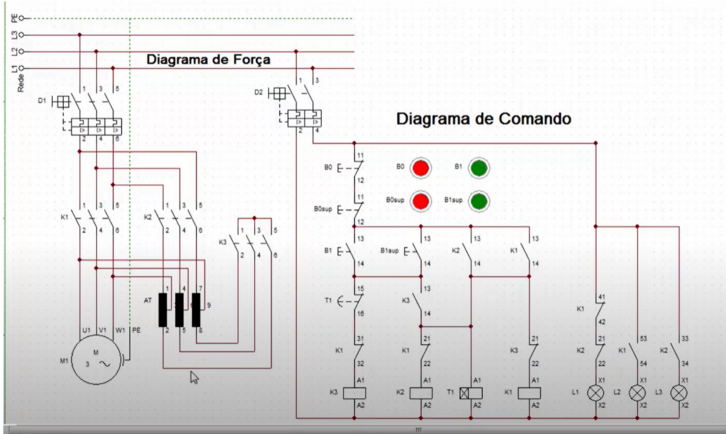 PE
L3
L2
L1
Rede
Diagrama de Força
Diagrama de Comando
D1
1 3 5
2 4 6
D2
1 3
2 4
B0
11
12
B0
B1
B0sup
11
12
B0sup
B1sup
K1
1 3 5
2 4 6
K2
1 3 5
2 4 6
K3
1 3 5
2 4 6
B1
13
14
B1sup
13
14
K2
13
14
K1
13
14
AT
1 4 7
9
2 5 8
T1
15
16
K3
13
14
K1
41
42
U1 V1 W1 PE
M1
M
3
K1
31
32
K1
21
22
K3
21
22
K2
21
22
K1
53
54
K2
33
34
K3
A1
A2
K2
A1
A2
T1
A1
A2
K1
A1
A2
L1
X1
X2
L2
X1
X2
L3
X1
X2